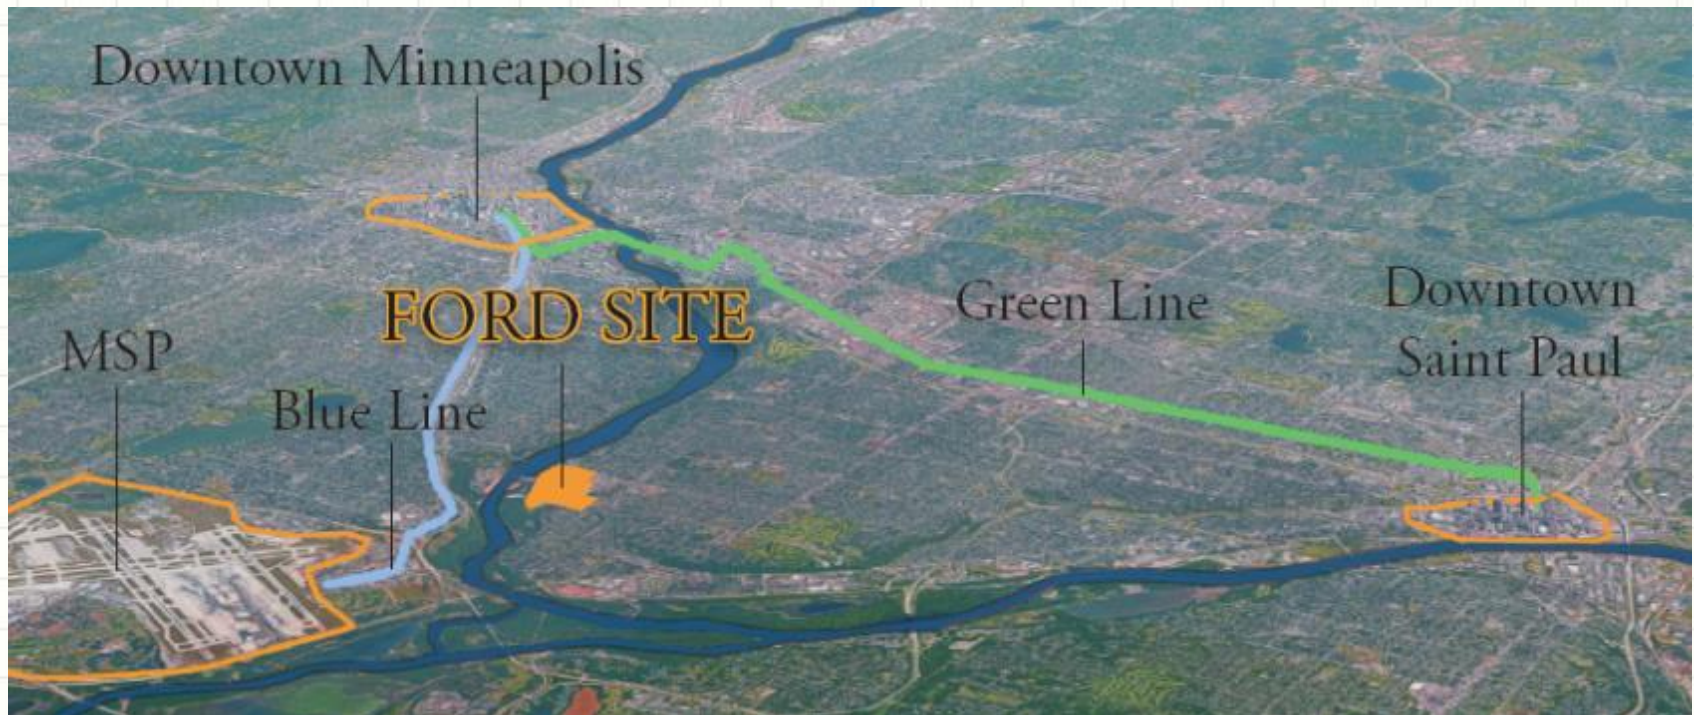 Downtown Minneapolis
FORD SITE
Green Line
Downtown
Saint Paul
MSP
Blue Line